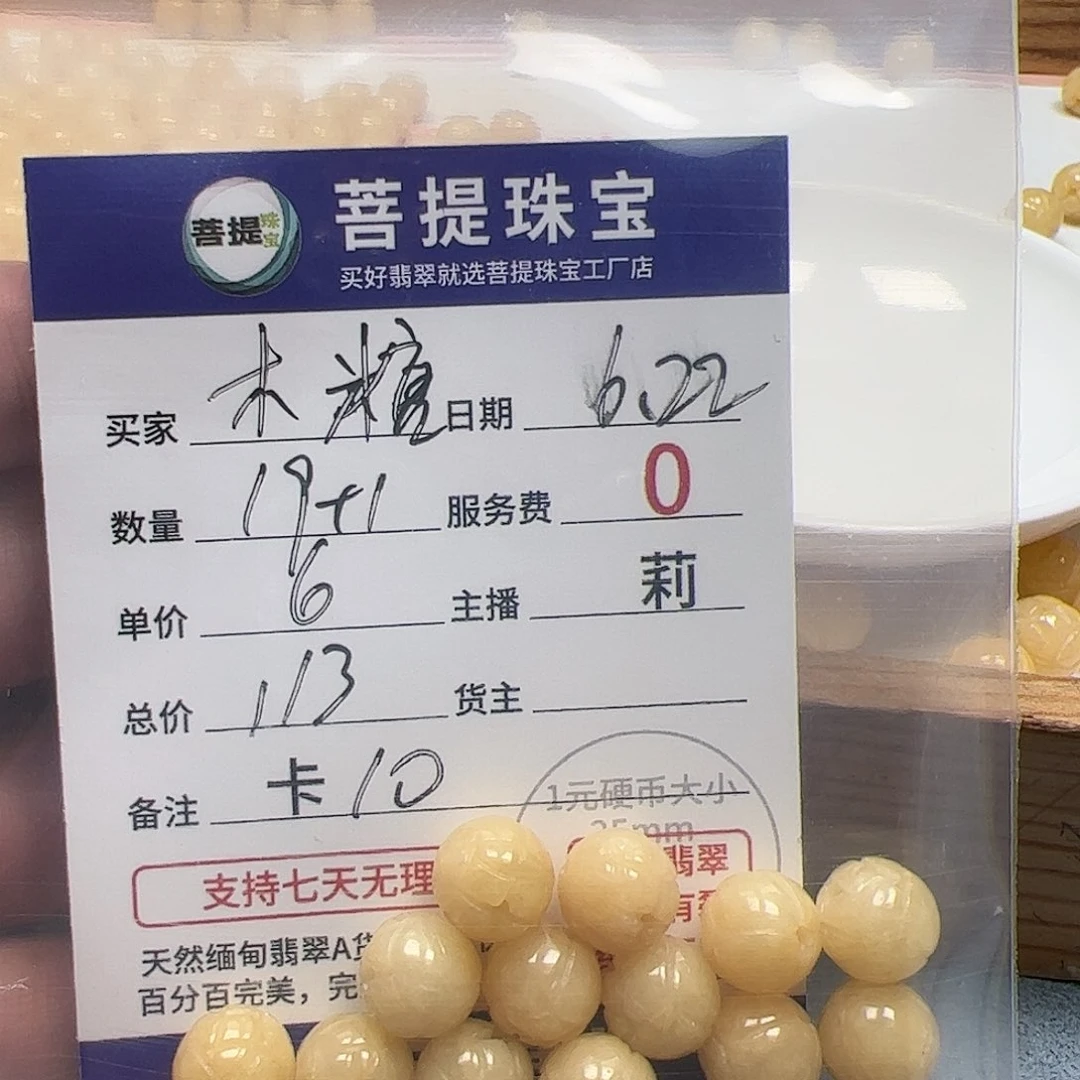 菩提珠宝
菩提珠宝
买好翡翠就选菩提珠宝工厂店
买家 木糖 日期 6.22
数量 19+1 服务费 0
单价 6 主播 莉
总价 113 货主
备注 卡10
1元硬币大小
25mm
支持七天无理
翡翠
有
天然缅甸翡翠A货
百分百完美，完